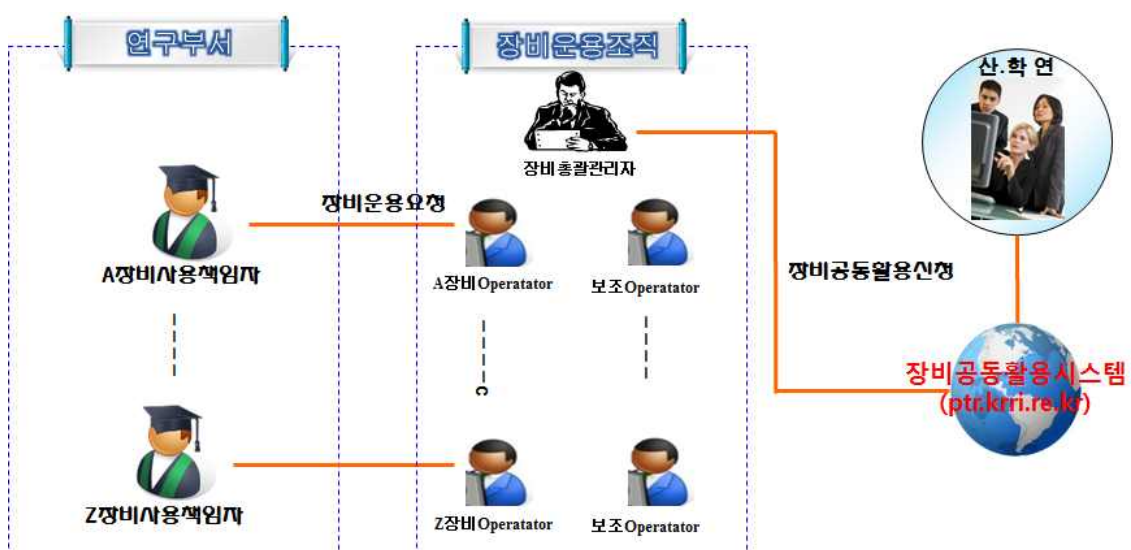 연구부서
장비운용조직
산.학 연
장비총괄관리자
장비운용요청
A장비사용책임자
A장비Operatator
보조Operatator
장비공동활용신청
장비공동활용시스템
(ptr.krri.re.kr)
C
Z장비사용책임자
Z장비Operatator
보조Operatator